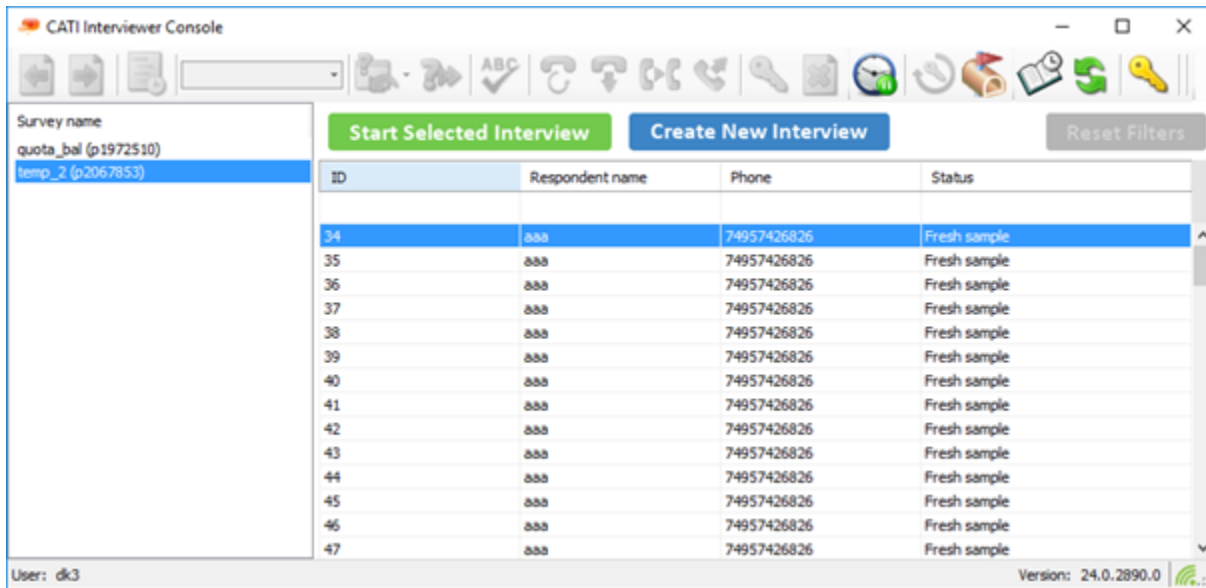 CATI Interviewer Console
ABC
Survey name
quota_bal (p1972510)
temp_2 (p2067853)
Start Selected Interview Create New Interview Reset Filters
ID Respondent name Phone Status
34 aaa 74957426826 Fresh sample
35 aaa 74957426826 Fresh sample
36 aaa 74957426826 Fresh sample
37 aaa 74957426826 Fresh sample
38 aaa 74957426826 Fresh sample
39 aaa 74957426826 Fresh sample
40 aaa 74957426826 Fresh sample
41 aaa 74957426826 Fresh sample
42 aaa 74957426826 Fresh sample
43 aaa 74957426826 Fresh sample
44 aaa 74957426826 Fresh sample
45 aaa 74957426826 Fresh sample
46 aaa 74957426826 Fresh sample
47 aaa 74957426826 Fresh sample
User: dk3 Version: 24.0.2890.0